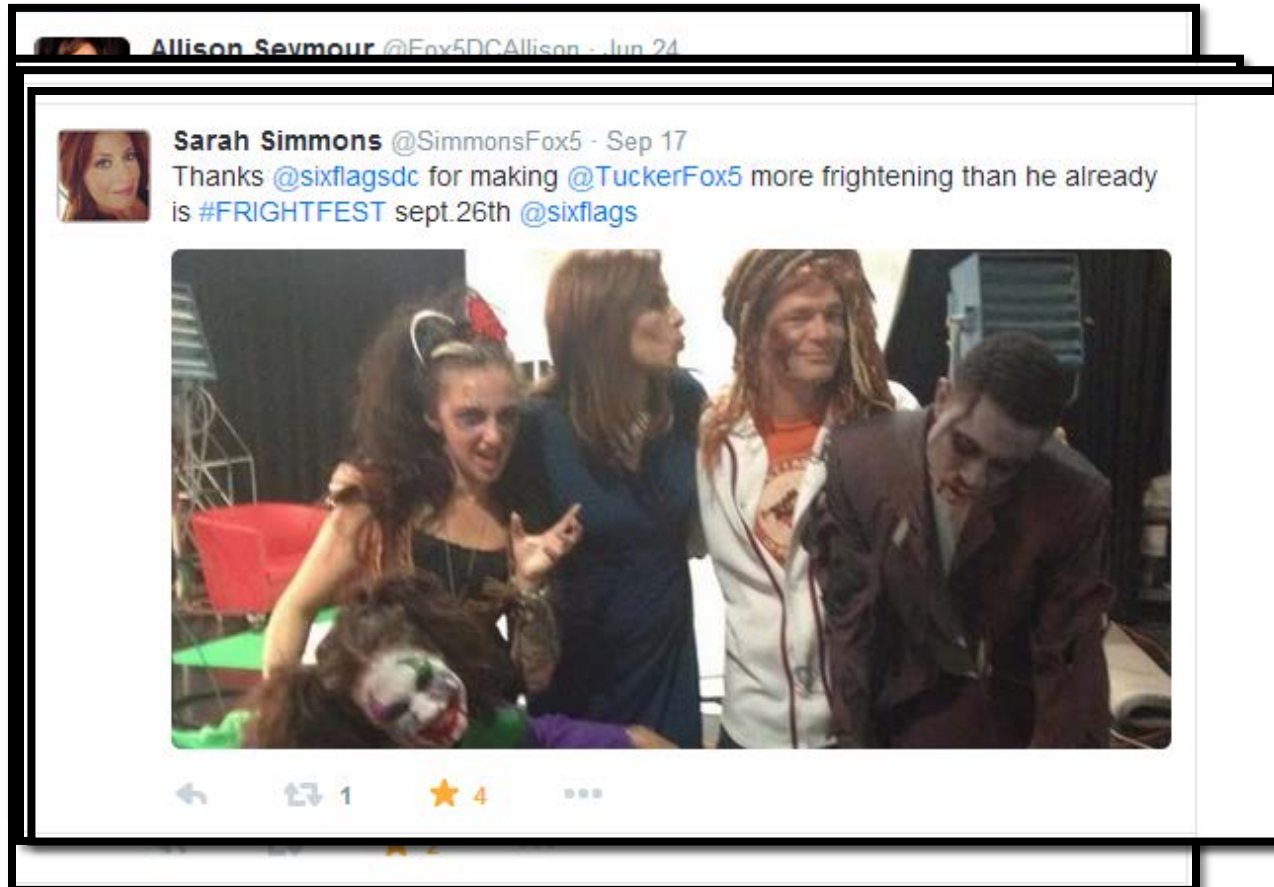 Allison Seymour @Fox5DCAllison · Jun 24
Sarah Simmons @SimmonsFox5 · Sep 17
Thanks @sixflagsdc for making @TuckerFox5 more frightening than he already
is #FRIGHTFEST sept.26th @sixflags
1 4
2